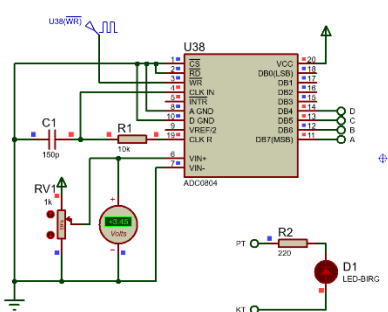 U38(WR)
U38
1 CS VCC 20
2 RD DB0(LSB) 18
3 WR DB1 17
4 CLK IN DB2 16
5 INTR DB3 15
8 A GND DB4 14 D
10 D GND DB5 13 C
9 VREF/2 DB6 12 B
19 CLK R DB7(MSB) 11 A
6 VIN+
7 VIN-
ADC0804
C1
150p
R1
10k
RV1
1k
+3.45
Volts
+
-
PT
R2
220
D1
LED-BIRG
KT